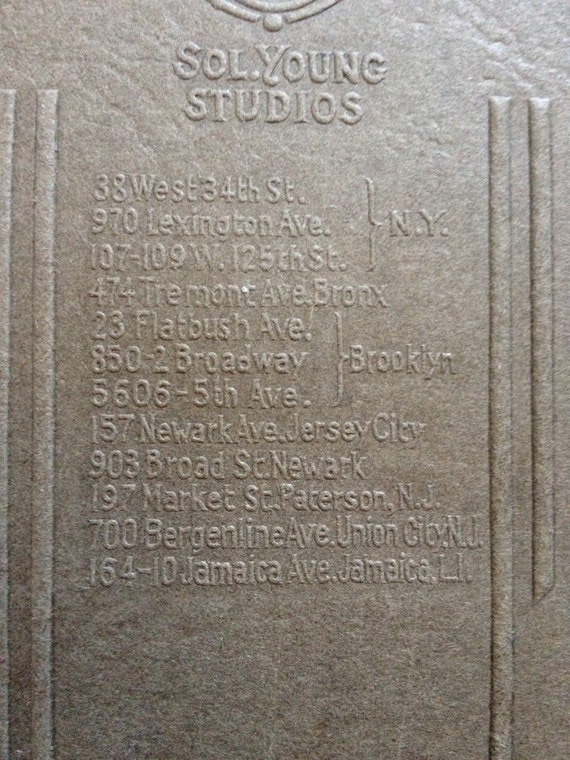 SOL. YOUNG
STUDIOS
38 West 34th St.
970 Lexington Ave. } N.Y.
107-109 W. 125th St.
474 Tremont Ave. Bronx
23 Flatbush Ave.
850-2 Broadway } Brooklyn
5606-5th Ave.
157 Newark Ave. Jersey City
903 Broad St. Newark
197 Market St. Paterson, N.J.
700 Bergenline Ave. Union City, N.J.
164-10 Jamaica Ave. Jamaica, L.I.